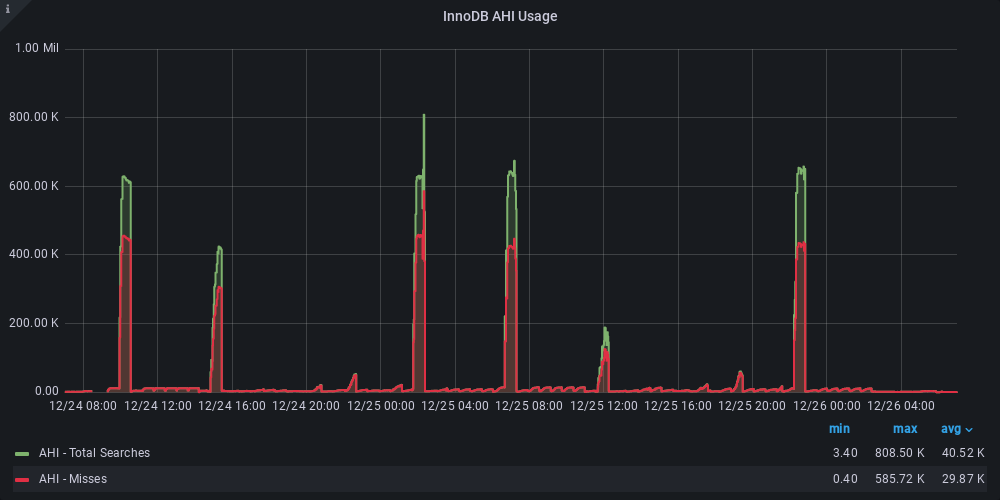 i
InnoDB AHI Usage
1.00 Mil
800.00 K
600.00 K
400.00 K
200.00 K
0.00
12/24 08:00 12/24 12:00 12/24 16:00 12/24 20:00 12/25 00:00 12/25 04:00 12/25 08:00 12/25 12:00 12/25 16:00 12/25 20:00 12/26 00:00 12/26 04:00
min max avg
AHI - Total Searches 3.40 808.50 K 40.52 K
AHI - Misses 0.40 585.72 K 29.87 K